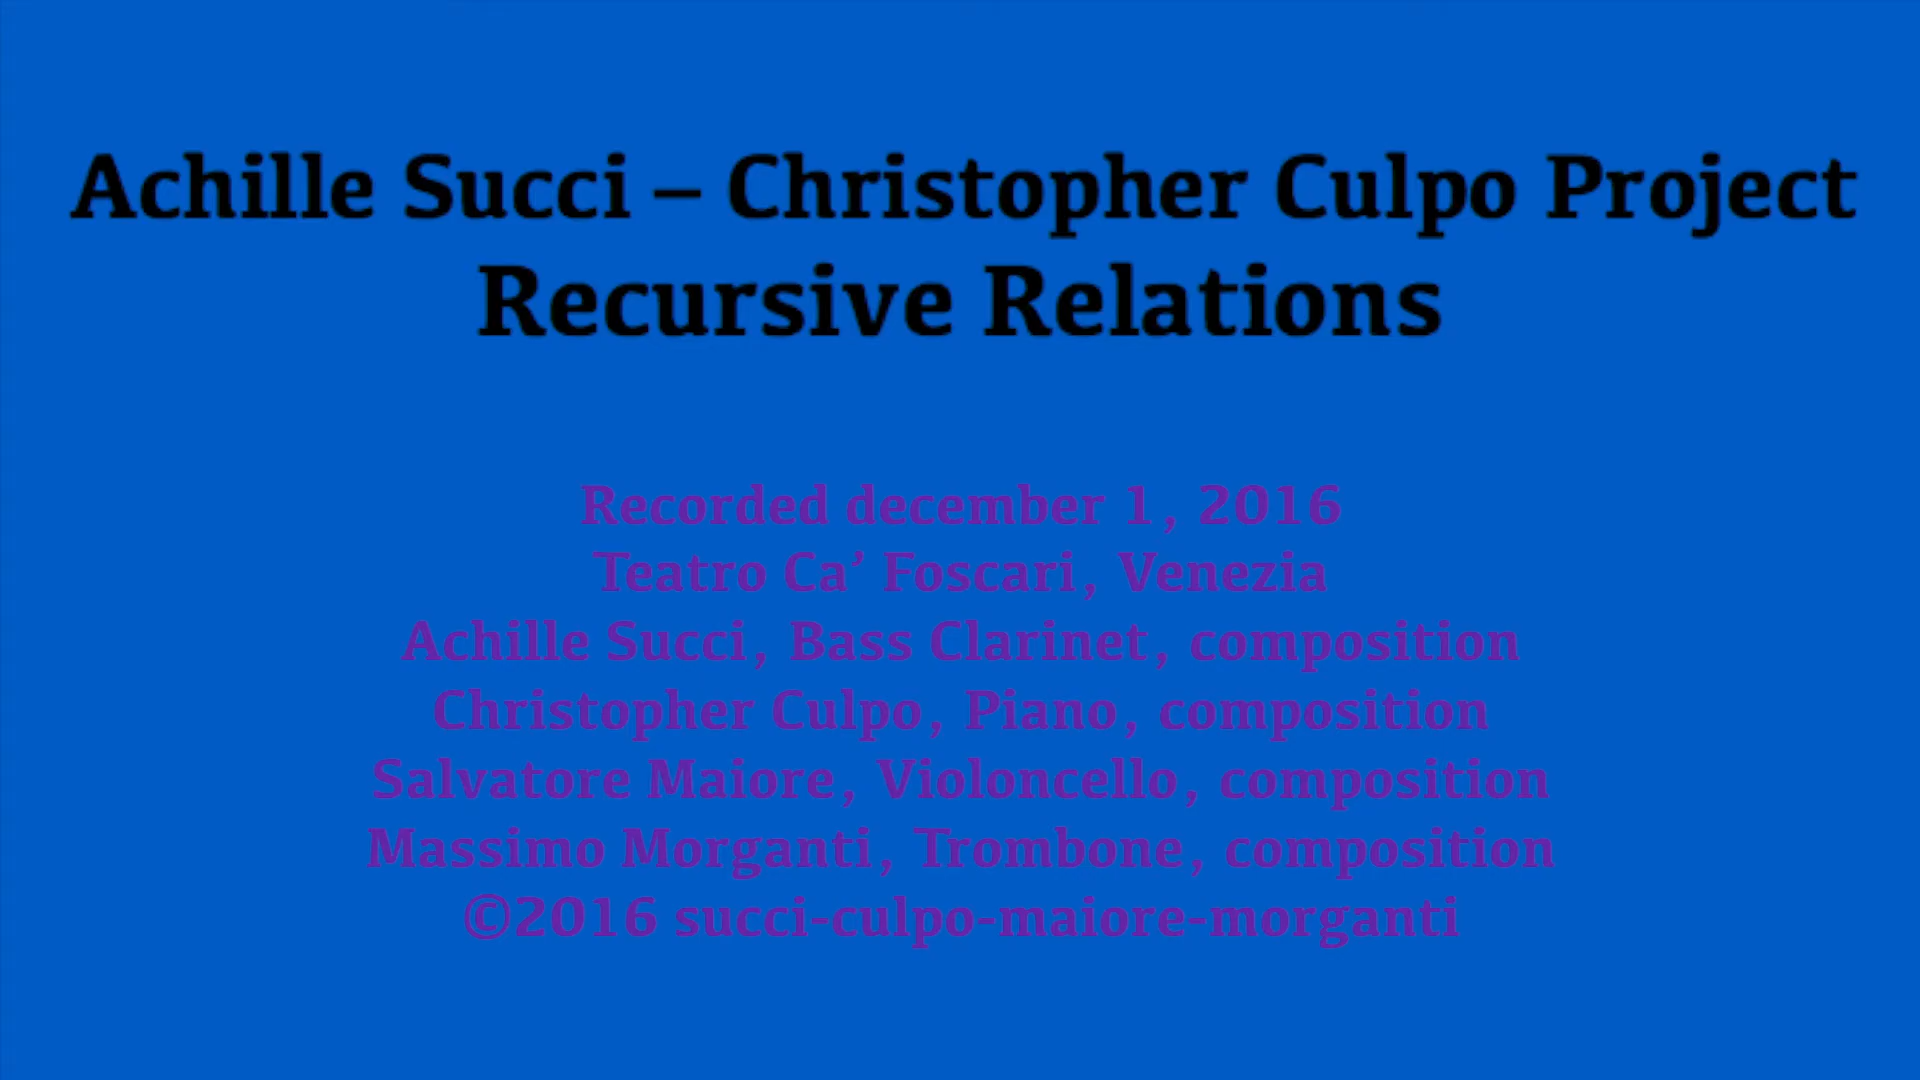 Achille Succi – Christopher Culpo Project
Recursive Relations
Recorded december 1, 2016
Teatro Ca’ Foscari, Venezia
Achille Succi, Bass Clarinet, composition
Christopher Culpo, Piano, composition
Salvatore Maiore, Violoncello, composition
Massimo Morganti, Trombone, composition
©2016 succi-culpo-maiore-morganti